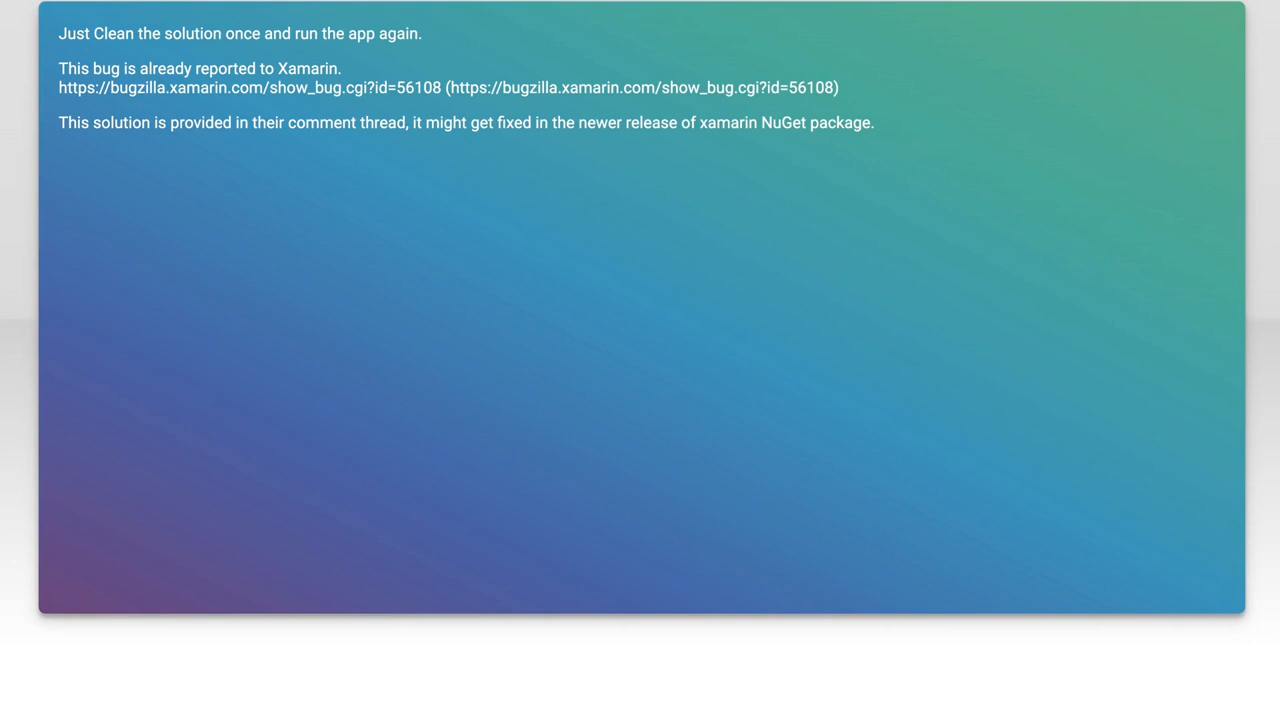 Just Clean the solution once and run the app again.
This bug is already reported to Xamarin.
https://bugzilla.xamarin.com/show_bug.cgi?id=56108 (https://bugzilla.xamarin.com/show_bug.cgi?id=56108)
This solution is provided in their comment thread, it might get fixed in the newer release of xamarin NuGet package.